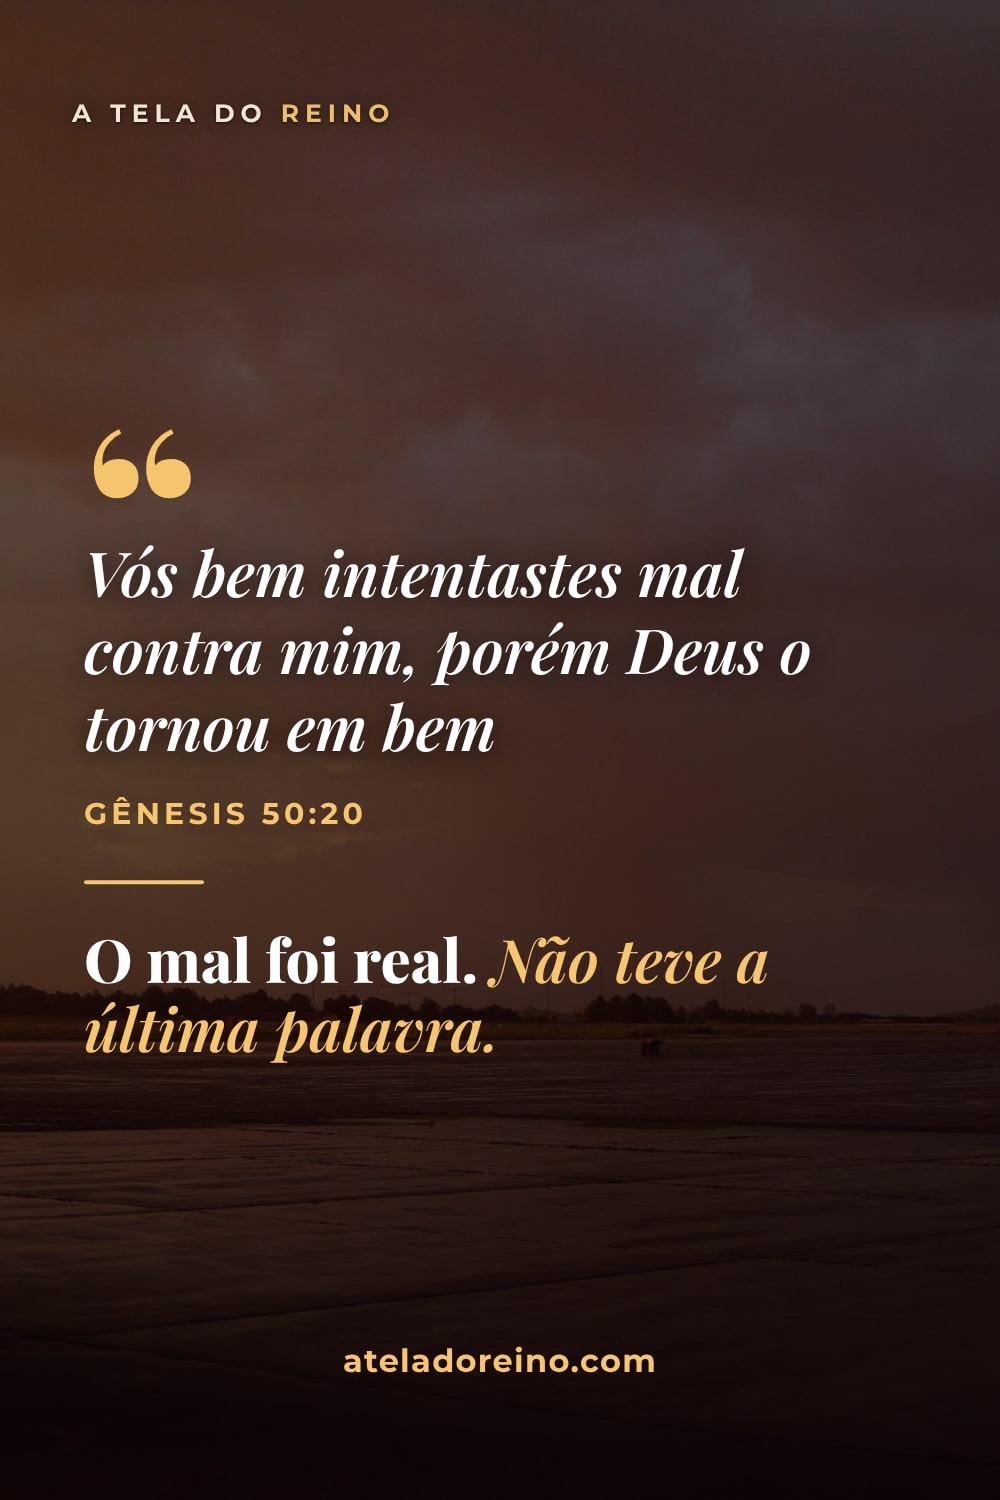 A TELA DO REINO
“
Vós bem intentastes mal
contra mim, porém Deus o
tornou em bem
GÊNESIS 50:20
O mal foi real. Não teve a
última palavra.
ateladoreino.com